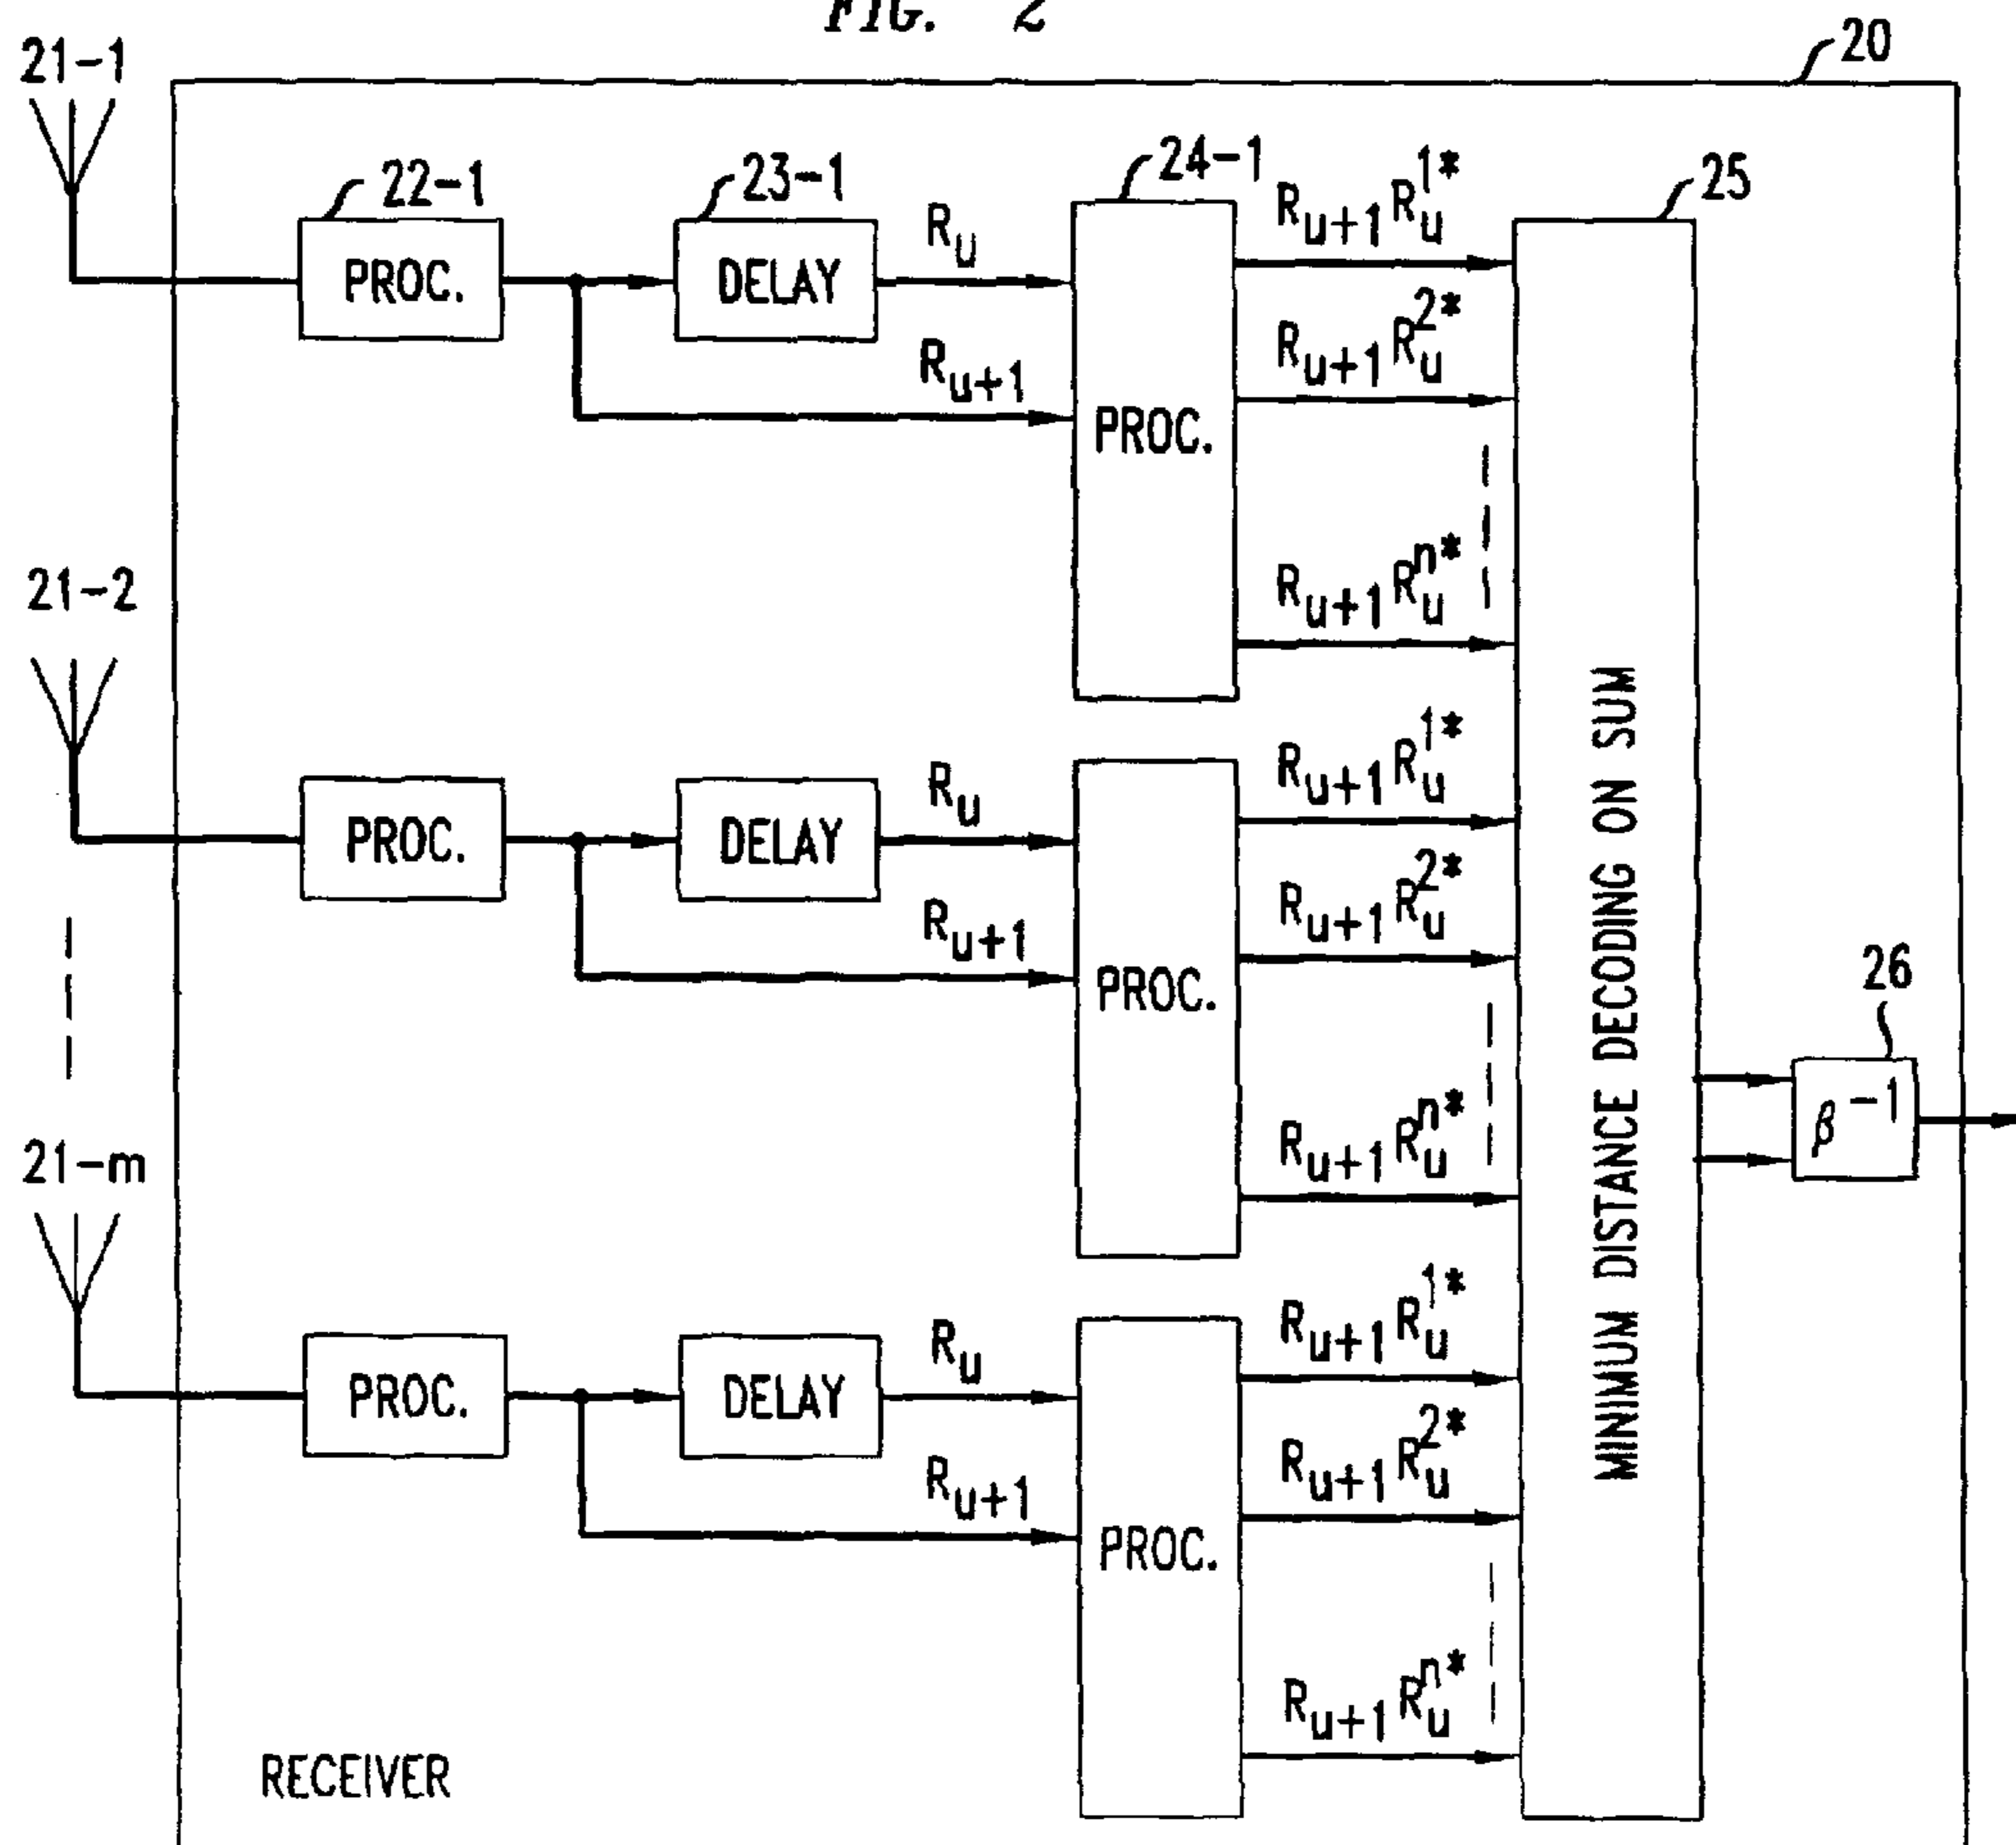 FIG. 2
20
21-1
22-1
23-1
24-1
25
PROC.
DELAY
R_u
R_{u+1}
PROC.
R_{u+1} R_u^{1*}
R_{u+1} R_u^{2*}
R_{u+1} R_u^{n*}
21-2
PROC.
DELAY
R_u
R_{u+1}
PROC.
R_{u+1} R_u^{1*}
R_{u+1} R_u^{2*}
R_{u+1} R_u^{n*}
21-m
PROC.
DELAY
R_u
R_{u+1}
PROC.
R_{u+1} R_u^{1*}
R_{u+1} R_u^{2*}
R_{u+1} R_u^{n*}
MINIMUM DISTANCE DECODING ON SUM
26
β^{-1}
RECEIVER